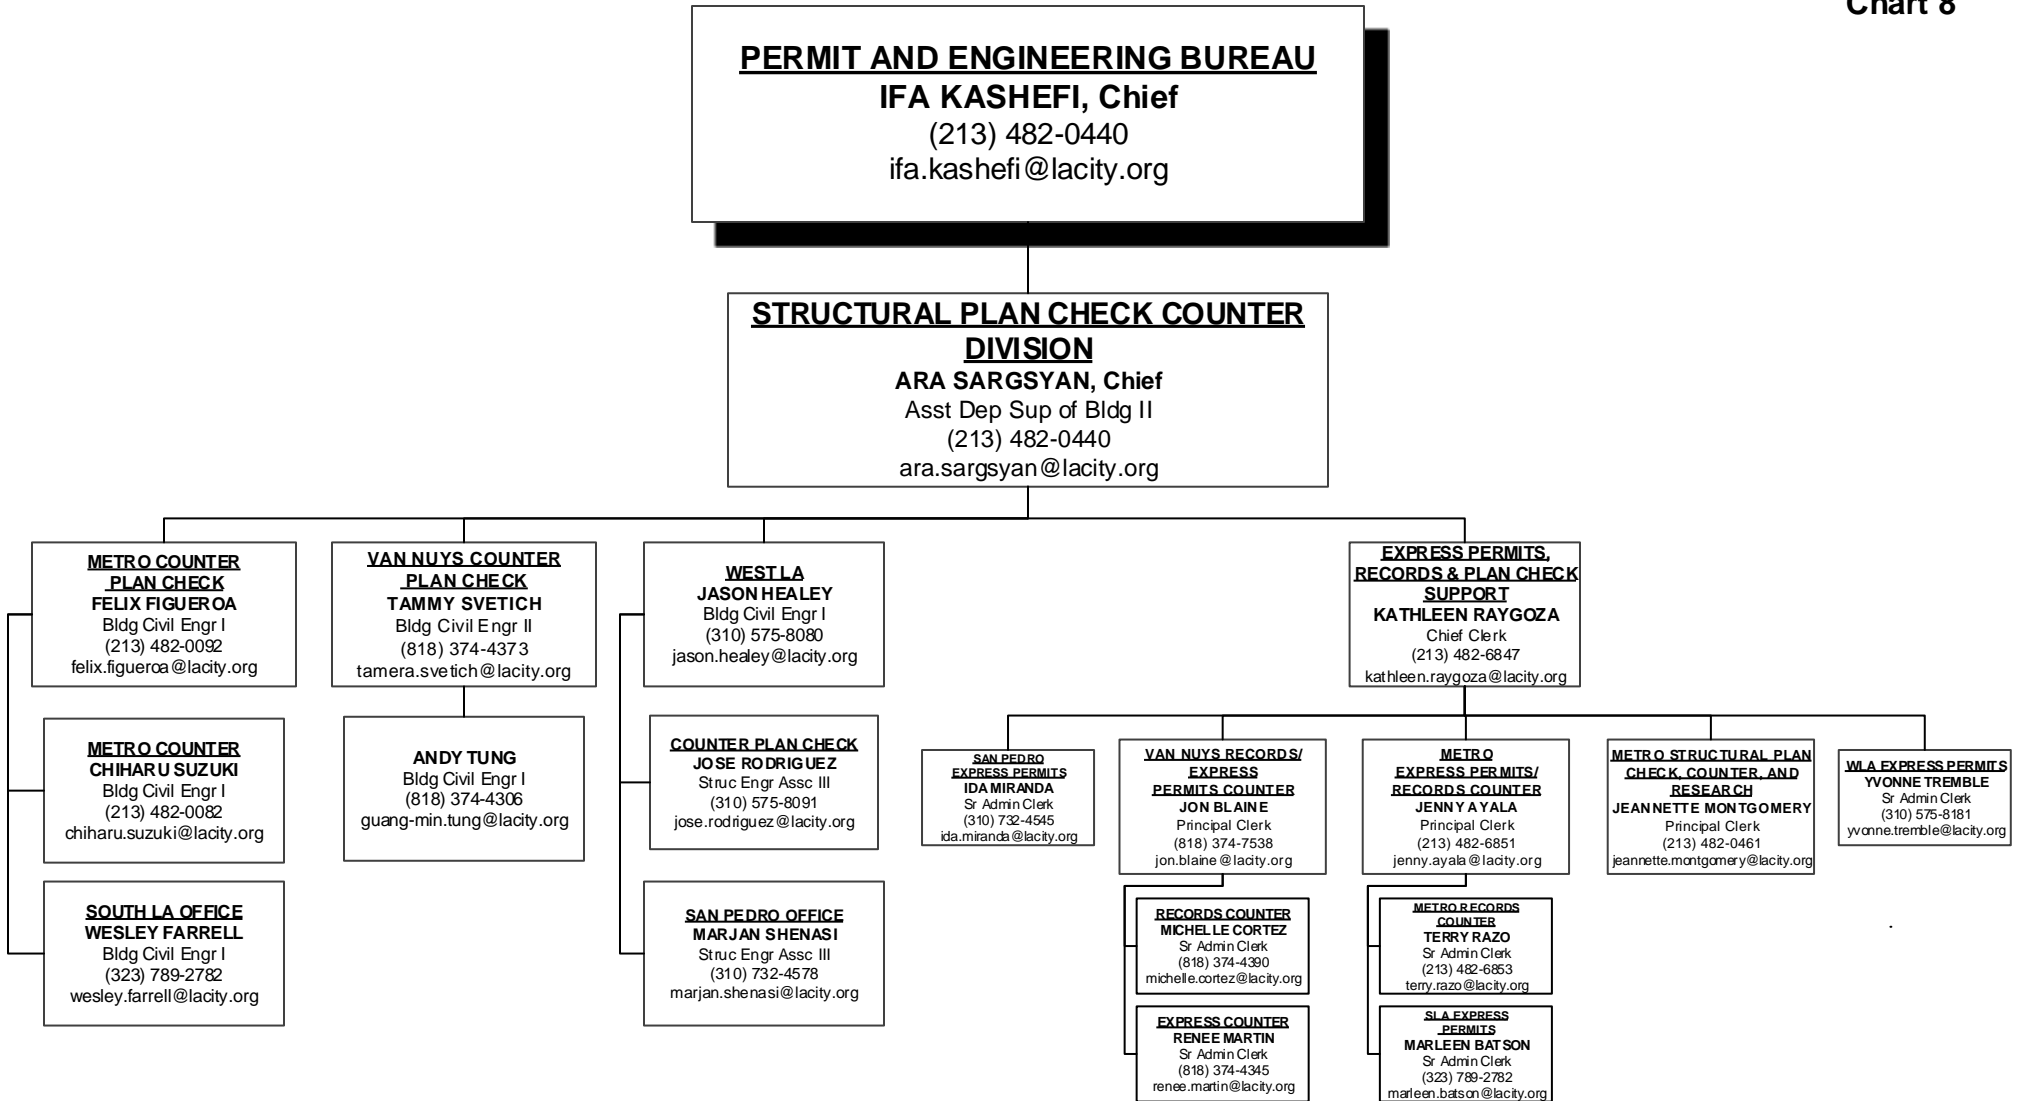 Chart 8
PERMIT AND ENGINEERING BUREAU
IFA KASHEFI, Chief
(213) 482-0440
ifa.kashefi@lacity.org
STRUCTURAL PLAN CHECK COUNTER
DIVISION
ARA SARGSYAN, Chief
Asst Dep Sup of Bldg II
(213) 482-0440
ara.sargsyan@lacity.org
METRO COUNTER
PLAN CHECK
FELIX FIGUEROA
Bldg Civil Engr I
(213) 482-0092
felix.figueroa@lacity.org
METRO COUNTER
CHIHARU SUZUKI
Bldg Civil Engr I
(213) 482-0082
chiharu.suzuki@lacity.org
SOUTH LA OFFICE
WESLEY FARRELL
Bldg Civil Engr I
(323) 789-2782
wesley.farrell@lacity.org
VAN NUYS COUNTER
PLAN CHECK
TAMMY SVETICH
Bldg Civil Engr II
(818) 374-4373
tamera.svetich@lacity.org
ANDY TUNG
Bldg Civil Engr I
(818) 374-4306
guang-min.tung@lacity.org
WEST LA
JASON HEALEY
Bldg Civil Engr I
(310) 575-8080
jason.healey@lacity.org
COUNTER PLAN CHECK
JOSE RODRIGUEZ
Struc Engr Assc III
(310) 575-8091
jose.rodriguez@lacity.org
SAN PEDRO OFFICE
MARJAN SHENASI
Struc Engr Assc III
(310) 732-4578
marjan.shenasi@lacity.org
EXPRESS PERMITS,
RECORDS & PLAN CHECK
SUPPORT
KATHLEEN RAYGOZA
Chief Clerk
(213) 482-6847
kathleen.raygoza@lacity.org
SAN PEDRO
EXPRESS PERMITS
IDA MIRANDA
Sr Admin Clerk
(310) 732-4545
ida.miranda@lacity.org
VAN NUYS RECORDS/
EXPRESS
PERMITS COUNTER
JON BLAINE
Principal Clerk
(818) 374-7538
jon.blaine@lacity.org
RECORDS COUNTER
MICHELLE CORTEZ
Sr Admin Clerk
(818) 374-4390
michelle.cortez@lacity.org
EXPRESS COUNTER
RENEE MARTIN
Sr Admin Clerk
(818) 374-4345
renee.martin@lacity.org
METRO
EXPRESS PERMITS/
RECORDS COUNTER
JENNY AYALA
Principal Clerk
(213) 482-6851
jenny.ayala@lacity.org
METRO RECORDS
COUNTER
TERRY RAZO
Sr Admin Clerk
(213) 482-6853
terry.razo@lacity.org
SLA EXPRESS
PERMITS
MARLEEN BATSON
Sr Admin Clerk
(323) 789-2782
marleen.batson@lacity.org
METRO STRUCTURAL PLAN
CHECK, COUNTER, AND
RESEARCH
JEANNETTE MONTGOMERY
Principal Clerk
(213) 482-0461
jeannette.montgomery@lacity.org
WLA EXPRESS PERMITS
YVONNE TREMBLE
Sr Admin Clerk
(310) 575-8181
yvonne.tremble@lacity.org
.